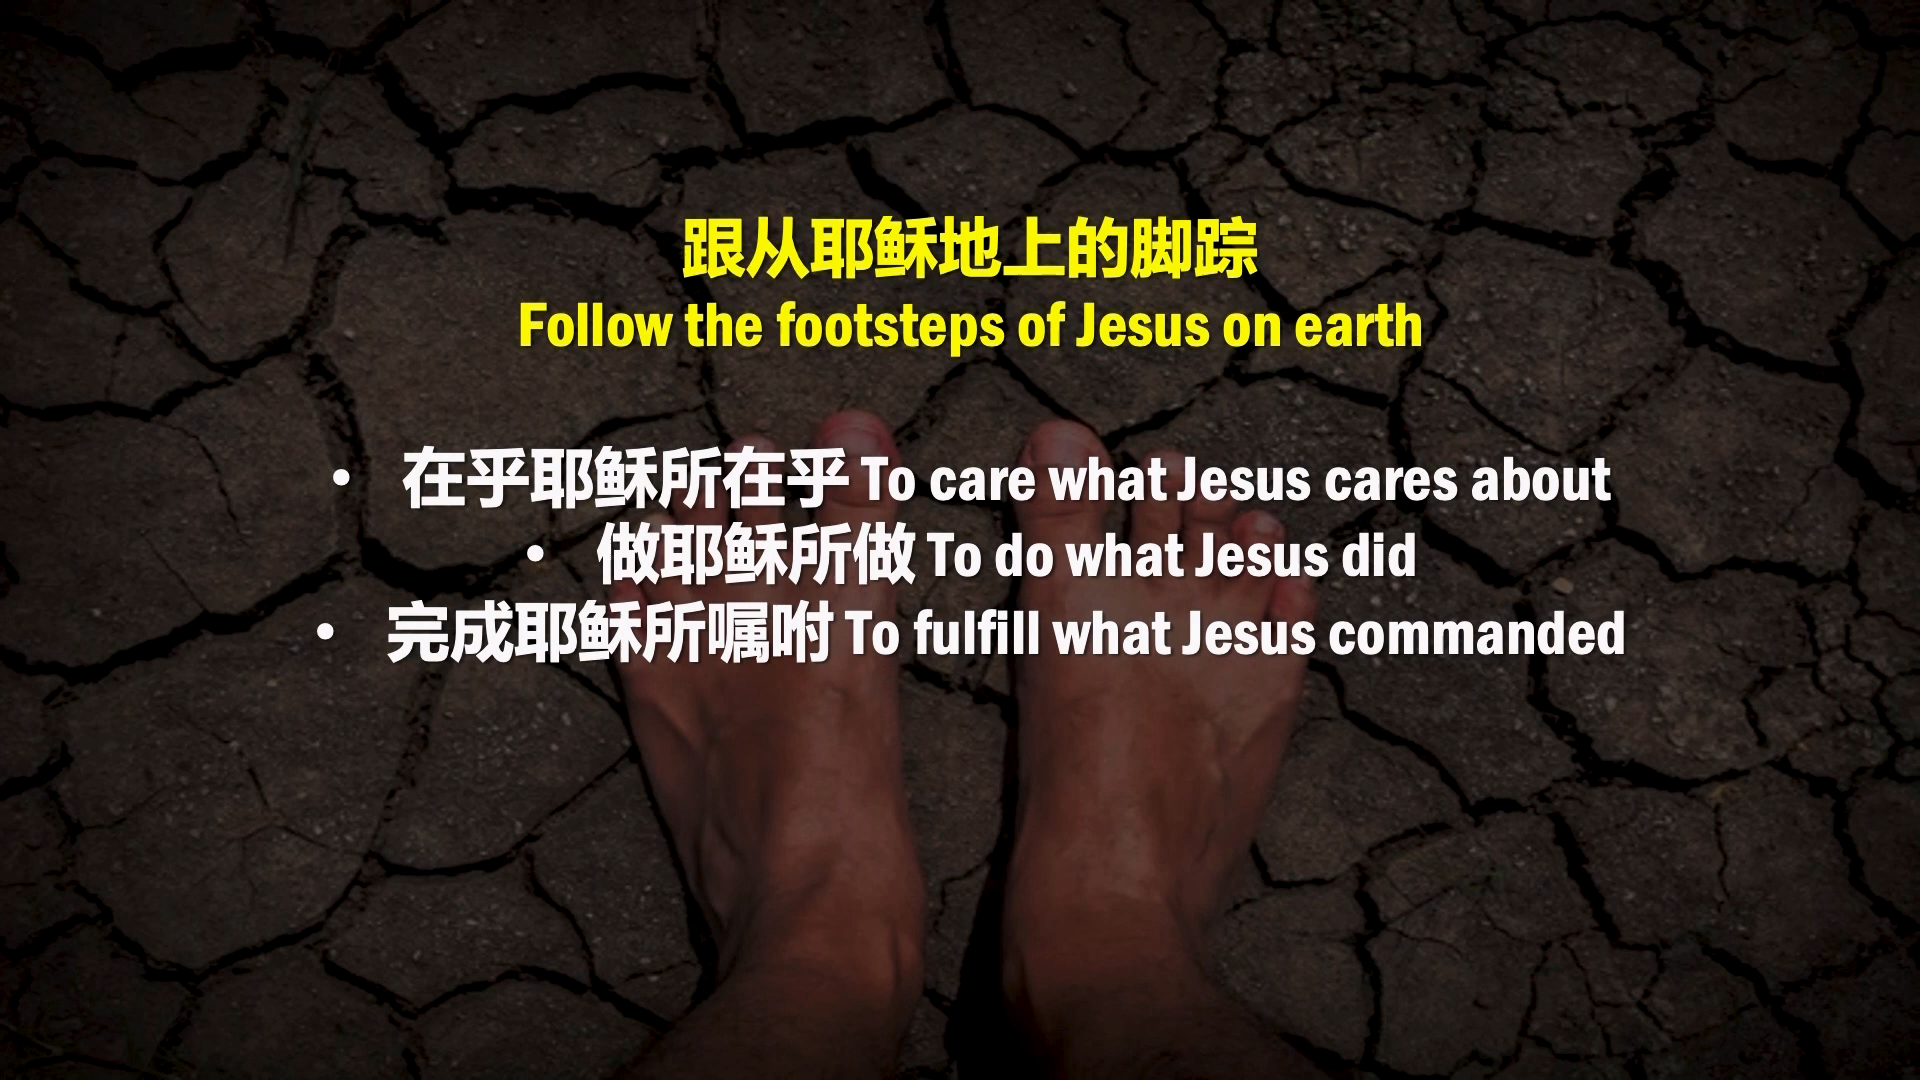 跟从耶稣地上的脚踪
Follow the footsteps of Jesus on earth
• 在乎耶稣所在乎 To care what Jesus cares about
• 做耶稣所做 To do what Jesus did
• 完成耶稣所嘱咐 To fulfill what Jesus commanded